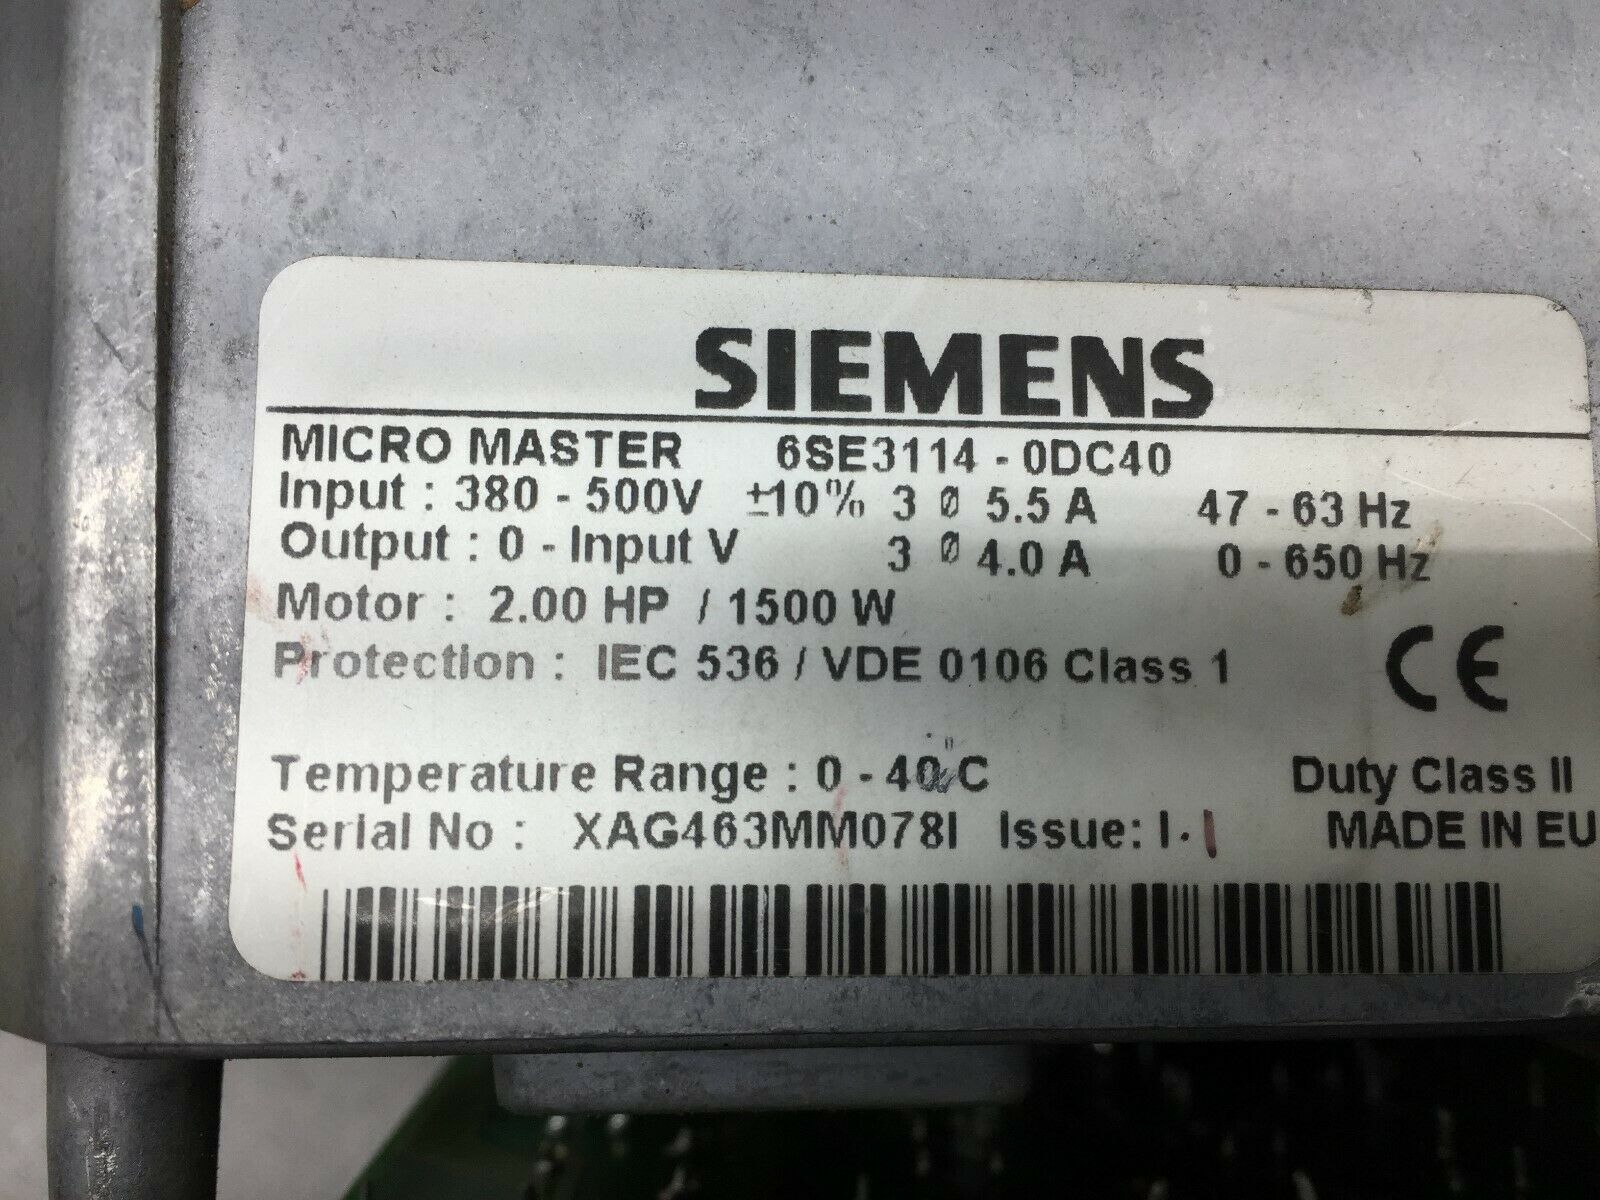 SIEMENS
MICRO MASTER 6SE3114 - 0DC40
Input : 380 - 500V ±10% 3 ø 5.5 A 47 - 63 Hz
Output : 0 - Input V 3 ø 4.0 A 0 - 650 Hz
Motor : 2.00 HP / 1500 W
Protection : IEC 536 / VDE 0106 Class 1
CE
Temperature Range : 0 - 40 C Duty Class II
Serial No : XAG463MM078I Issue: I. I MADE IN EU